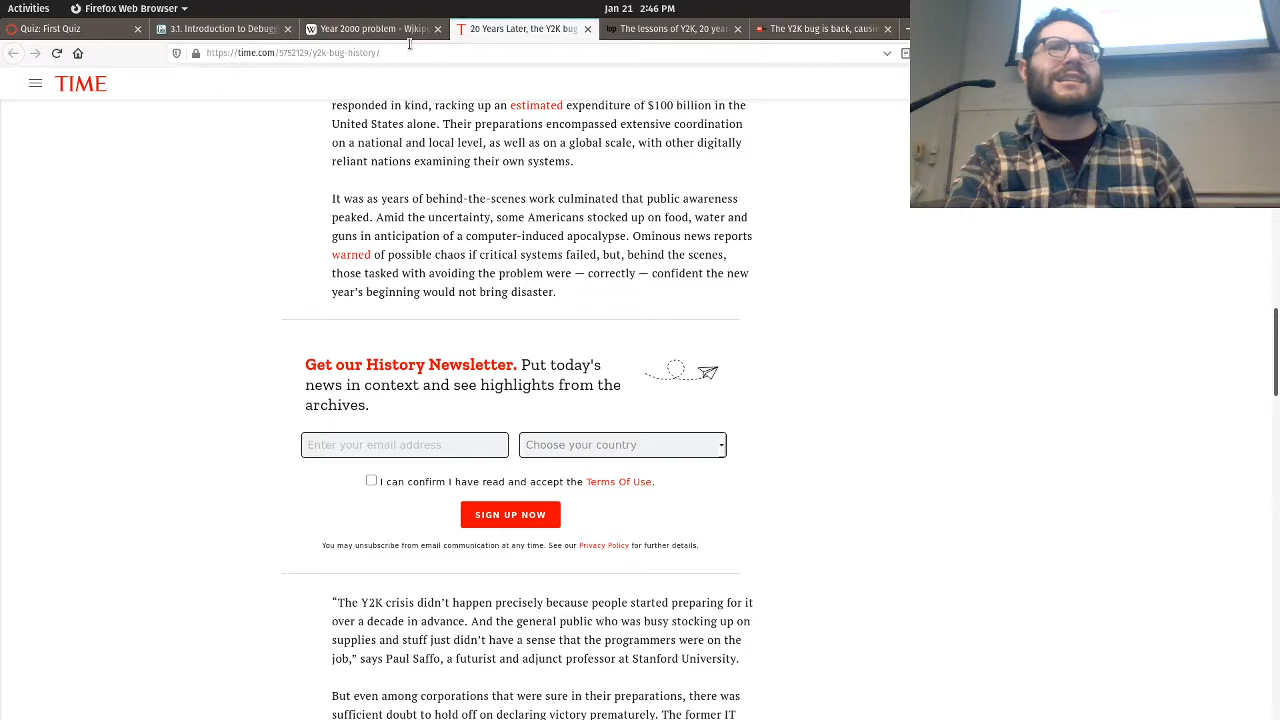 Activities
Firefox Web Browser
Jan 21 2:46 PM
Quiz: First Quiz
3.1. Introduction to Debugg
Year 2000 problem - Wikipe
20 Years Later, the Y2K bug
The lessons of Y2K, 20 year
The Y2K bug is back, causin
https://time.com/5752129/y2k-bug-history/
TIME
responded in kind, racking up an estimated expenditure of $100 billion in the
United States alone. Their preparations encompassed extensive coordination
on a national and local level, as well as on a global scale, with other digitally
reliant nations examining their own systems.
It was as years of behind-the-scenes work culminated that public awareness
peaked. Amid the uncertainty, some Americans stocked up on food, water and
guns in anticipation of a computer-induced apocalypse. Ominous news reports
warned of possible chaos if critical systems failed, but, behind the scenes,
those tasked with avoiding the problem were — correctly — confident the new
year’s beginning would not bring disaster.
Get our History Newsletter. Put today's
news in context and see highlights from the
archives.
Enter your email address
Choose your country
I can confirm I have read and accept the Terms Of Use.
SIGN UP NOW
You may unsubscribe from email communication at any time. See our Privacy Policy for further details.
“The Y2K crisis didn’t happen precisely because people started preparing for it
over a decade in advance. And the general public who was busy stocking up on
supplies and stuff just didn’t have a sense that the programmers were on the
job,” says Paul Saffo, a futurist and adjunct professor at Stanford University.
But even among corporations that were sure in their preparations, there was
sufficient doubt to hold off on declaring victory prematurely. The former IT